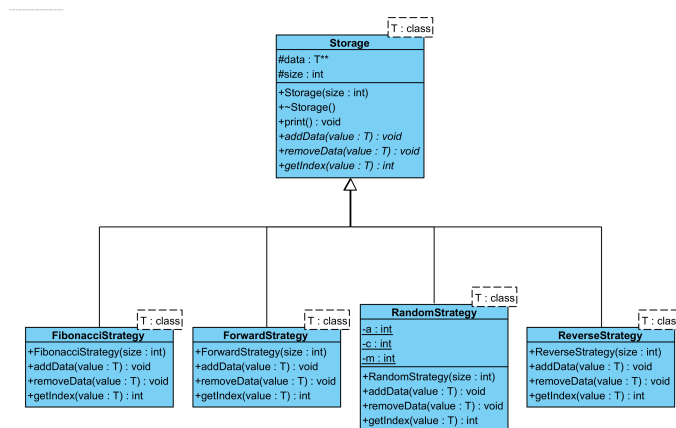 T : class
Storage
#data : T**
#size : int
+Storage(size : int)
+~Storage()
+print() : void
+addData(value : T) : void
+removeData(value : T) : void
+getIndex(value : T) : int
T : class
FibonacciStrategy
+FibonacciStrategy(size : int)
+addData(value : T) : void
+removeData(value : T) : void
+getIndex(value : T) : int
T : class
ForwardStrategy
+ForwardStrategy(size : int)
+addData(value : T) : void
+removeData(value : T) : void
+getIndex(value : T) : int
T : class
RandomStrategy
-a : int
-c : int
-m : int
+RandomStrategy(size : int)
+addData(value : T) : void
+removeData(value : T) : void
+getIndex(value : T) : int
T : clas
ReverseStrategy
+ReverseStrategy(size : int)
+addData(value : T) : void
+removeData(value : T) : void
+getIndex(value : T) : int